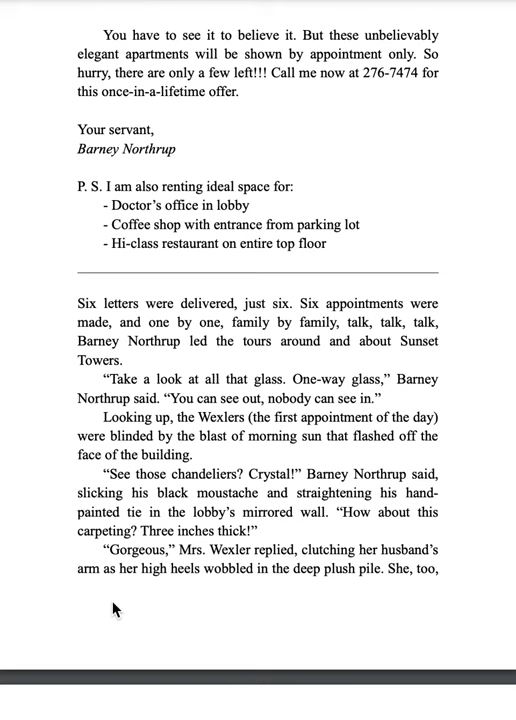 You have to see it to believe it. But these unbelievably
elegant apartments will be shown by appointment only. So
hurry, there are only a few left!!! Call me now at 276-7474 for
this once-in-a-lifetime offer.
Your servant,
Barney Northrup
P. S. I am also renting ideal space for:
- Doctor’s office in lobby
- Coffee shop with entrance from parking lot
- Hi-class restaurant on entire top floor
Six letters were delivered, just six. Six appointments were
made, and one by one, family by family, talk, talk, talk,
Barney Northrup led the tours around and about Sunset
Towers.
“Take a look at all that glass. One-way glass,” Barney
Northrup said. “You can see out, nobody can see in.”
Looking up, the Wexlers (the first appointment of the day)
were blinded by the blast of morning sun that flashed off the
face of the building.
“See those chandeliers? Crystal!” Barney Northrup said,
slicking his black moustache and straightening his hand-
painted tie in the lobby’s mirrored wall. “How about this
carpeting? Three inches thick!”
“Gorgeous,” Mrs. Wexler replied, clutching her husband’s
arm as her high heels wobbled in the deep plush pile. She, too,